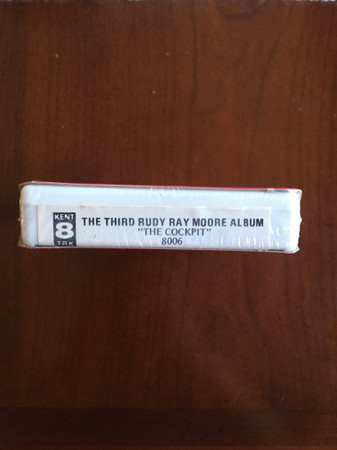 KENT
8
TRK
THE THIRD RUDY RAY MOORE ALBUM
"THE COCKPIT"
8006